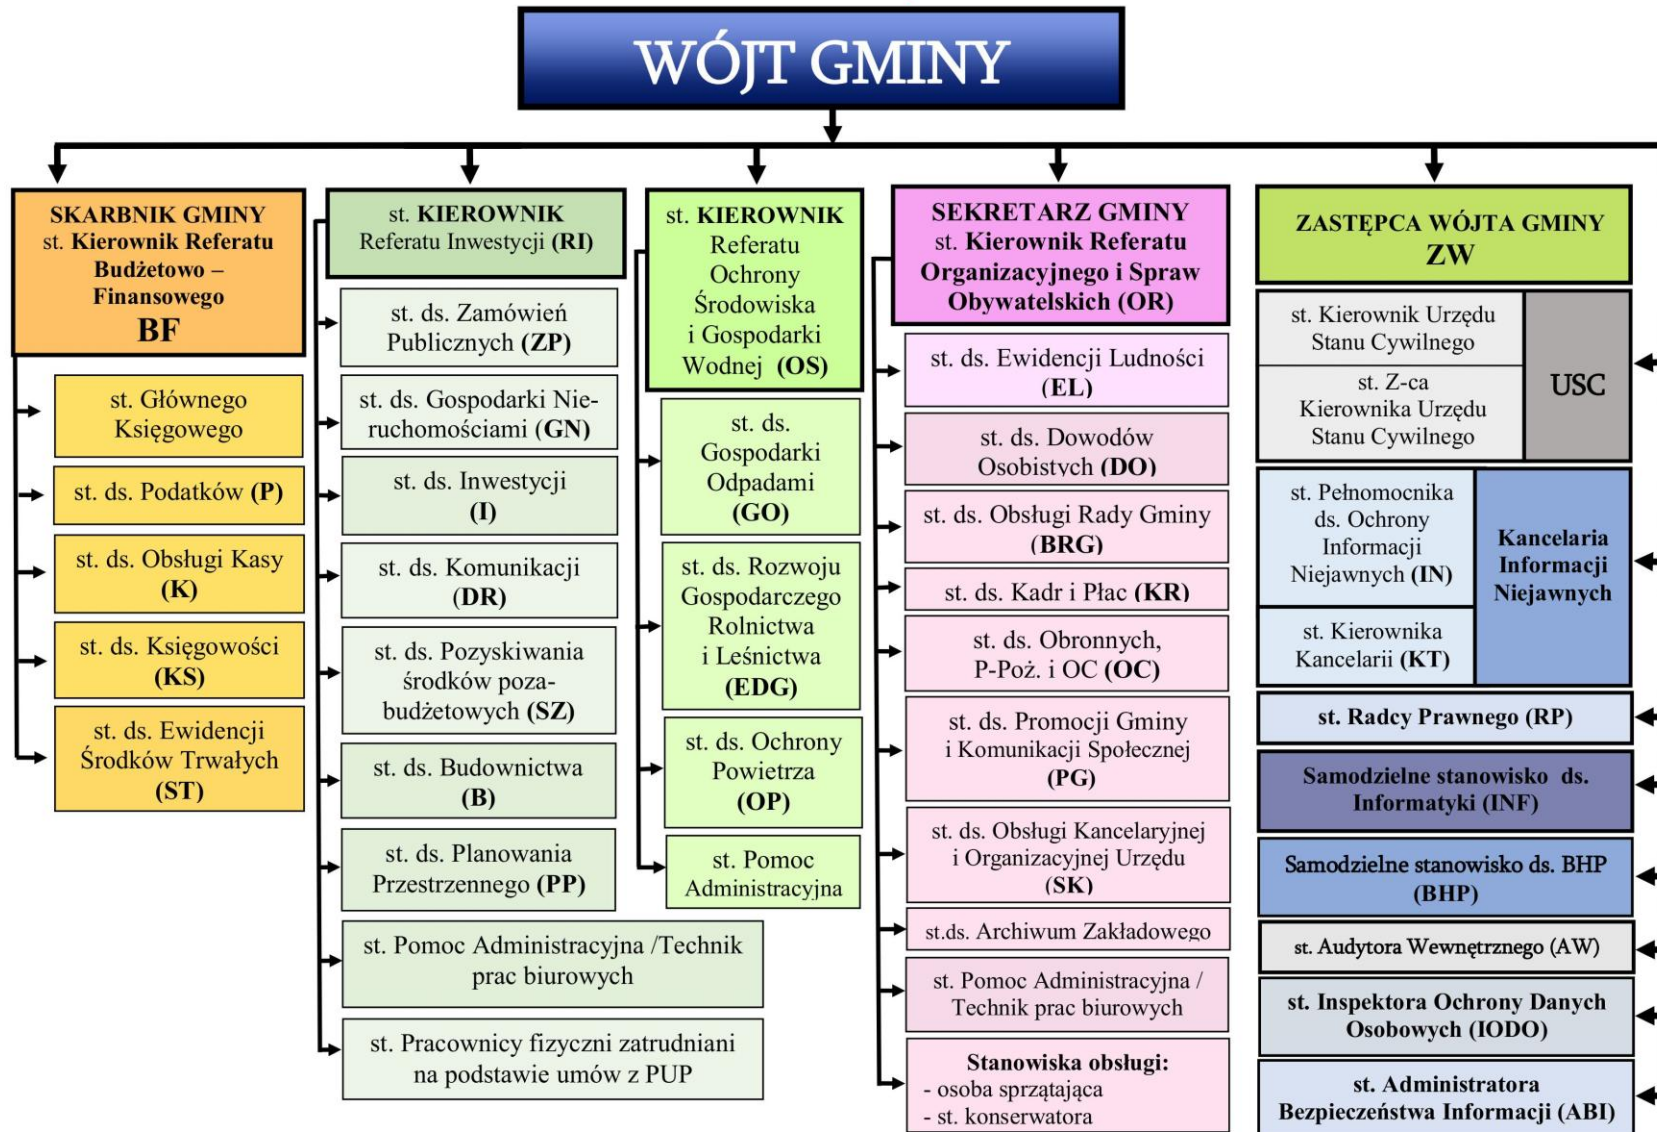 WÓJT GMINY
SKARBNIK GMINY
st. Kierownik Referatu
Budżetowo –
Finansowego
BF
st. Głównego
Księgowego
st. ds. Podatków (P)
st. ds. Obsługi Kasy
(K)
st. ds. Księgowości
(KS)
st. ds. Ewidencji
Środków Trwałych
(ST)
st. KIEROWNIK
Referatu Inwestycji (RI)
st. ds. Zamówień
Publicznych (ZP)
st. ds. Gospodarki Nie-
ruchomościami (GN)
st. ds. Inwestycji
(I)
st. ds. Komunikacji
(DR)
st. ds. Pozyskiwania
środków poza-
budżetowych (SZ)
st. ds. Budownictwa
(B)
st. ds. Planowania
Przestrzennego (PP)
st. Pomoc Administracyjna /Technik
prac biurowych
st. Pracownicy fizyczni zatrudniani
na podstawie umów z PUP
st. KIEROWNIK
Referatu
Ochrony
Środowiska
i Gospodarki
Wodnej (OS)
st. ds.
Gospodarki
Odpadami
(GO)
st. ds. Rozwoju
Gospodarczego
Rolnictwa
i Leśnictwa
(EDG)
st. ds. Ochrony
Powietrza
(OP)
st. Pomoc
Administracyjna
SEKRETARZ GMINY
st. Kierownik Referatu
Organizacyjnego i Spraw
Obywatelskich (OR)
st. ds. Ewidencji Ludności
(EL)
st. ds. Dowodów
Osobistych (DO)
st. ds. Obsługi Rady Gminy
(BRG)
st. ds. Kadr i Płac (KR)
st. ds. Obronnych,
P-Poż. i OC (OC)
st. ds. Promocji Gminy
i Komunikacji Społecznej
(PG)
st. ds. Obsługi Kancelaryjnej
i Organizacyjnej Urzędu
(SK)
st.ds. Archiwum Zakładowego
st. Pomoc Administracyjna /
Technik prac biurowych
Stanowiska obsługi:
- osoba sprzątająca
- st. konserwatora
ZASTĘPCA WÓJTA GMINY
ZW
st. Kierownik Urzędu
Stanu Cywilnego
st. Z-ca
Kierownika Urzędu
Stanu Cywilnego
USC
st. Pełnomocnika
ds. Ochrony
Informacji
Niejawnych (IN)
st. Kierownika
Kancelarii (KT)
Kancelaria
Informacji
Niejawnych
st. Radcy Prawnego (RP)
Samodzielne stanowisko ds.
Informatyki (INF)
Samodzielne stanowisko ds. BHP
(BHP)
st. Audytora Wewnętrznego (AW)
st. Inspektora Ochrony Danych
Osobowych (IODO)
st. Administratora
Bezpieczeństwa Informacji (ABI)